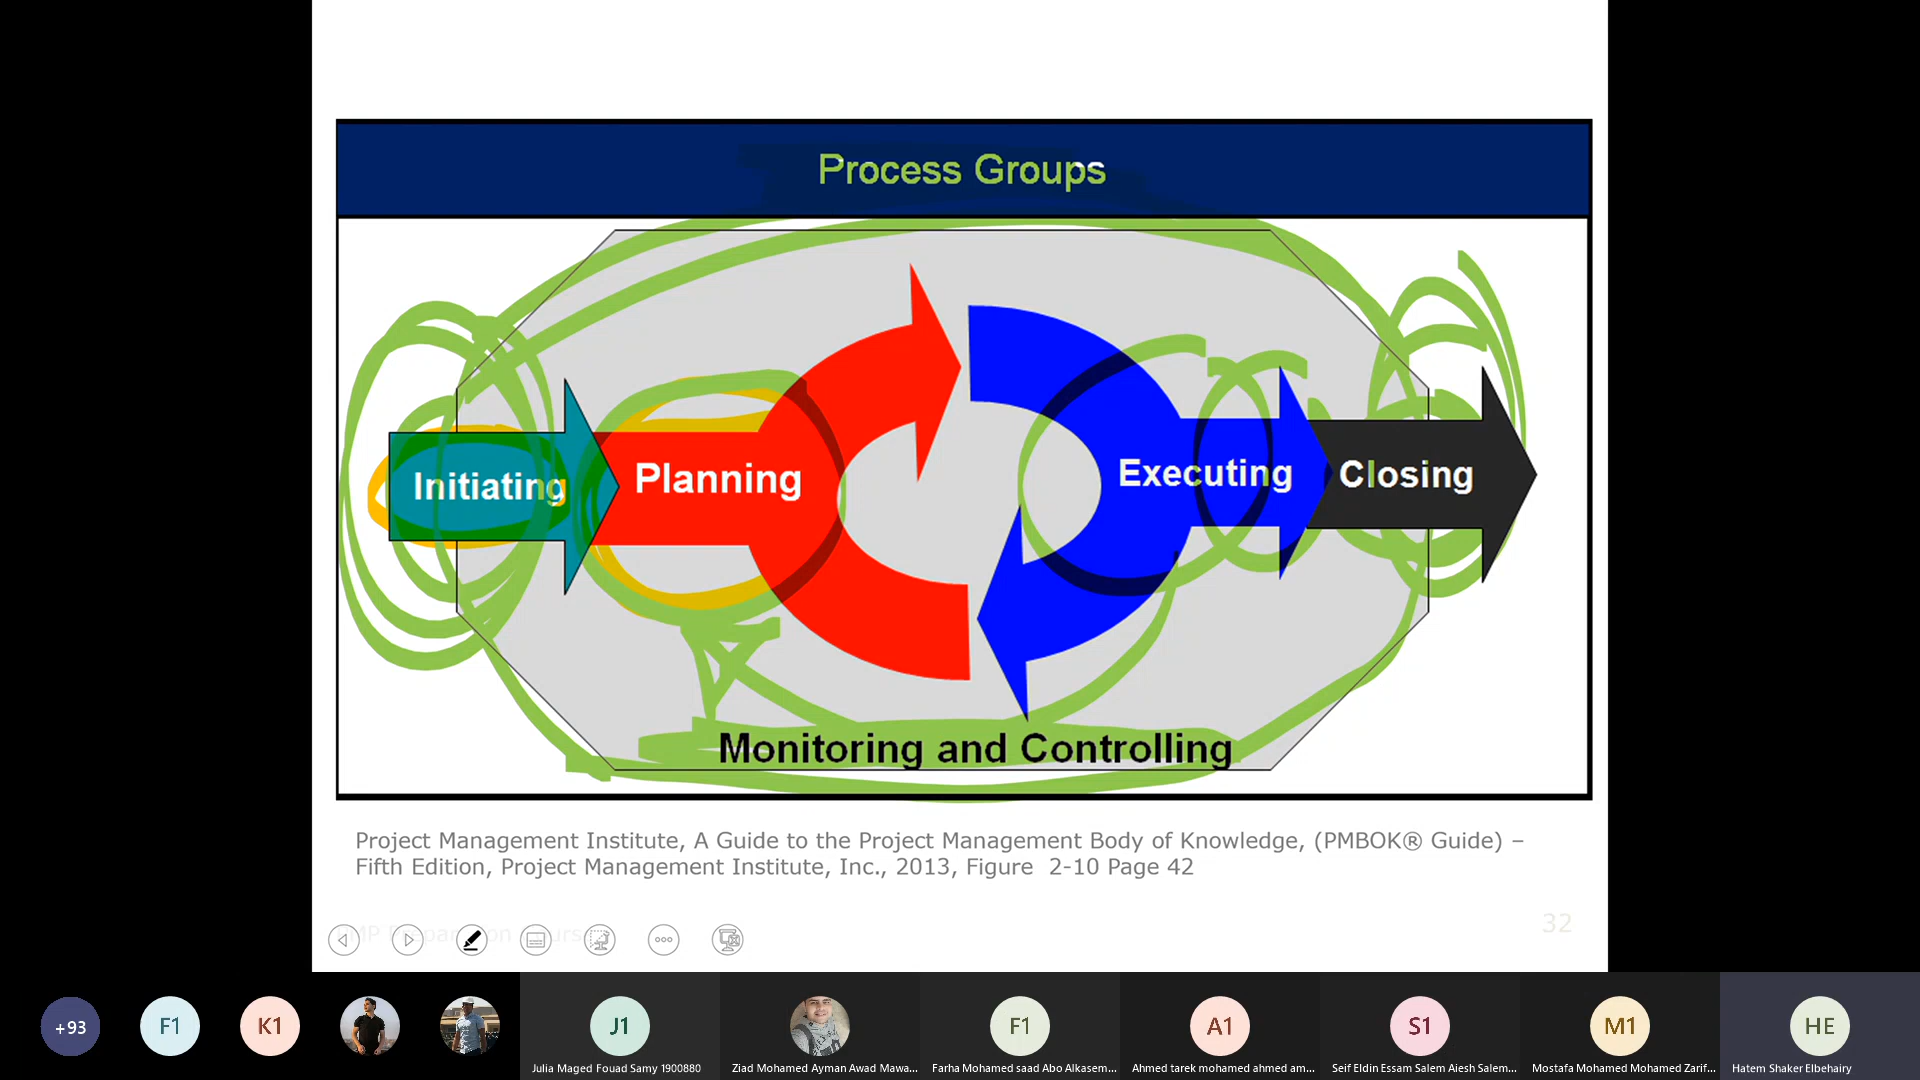 Process Groups
Initiating
Planning
Executing
Closing
Monitoring and Controlling
Project Management Institute, A Guide to the Project Management Body of Knowledge, (PMBOK® Guide) –
Fifth Edition, Project Management Institute, Inc., 2013, Figure 2-10 Page 42
32
+93
F1
K1
J1
F1
A1
S1
M1
HE
Julia Maged Fouad Samy 1900880
Ziad Mohamed Ayman Awad Mawa...
Farha Mohamed saad Abo Alkasem...
Ahmed tarek mohamed ahmed am...
Seif Eldin Essam Salem Aiesh Salem...
Mostafa Mohamed Mohamed Zarif...
Hatem Shaker Elbehairy